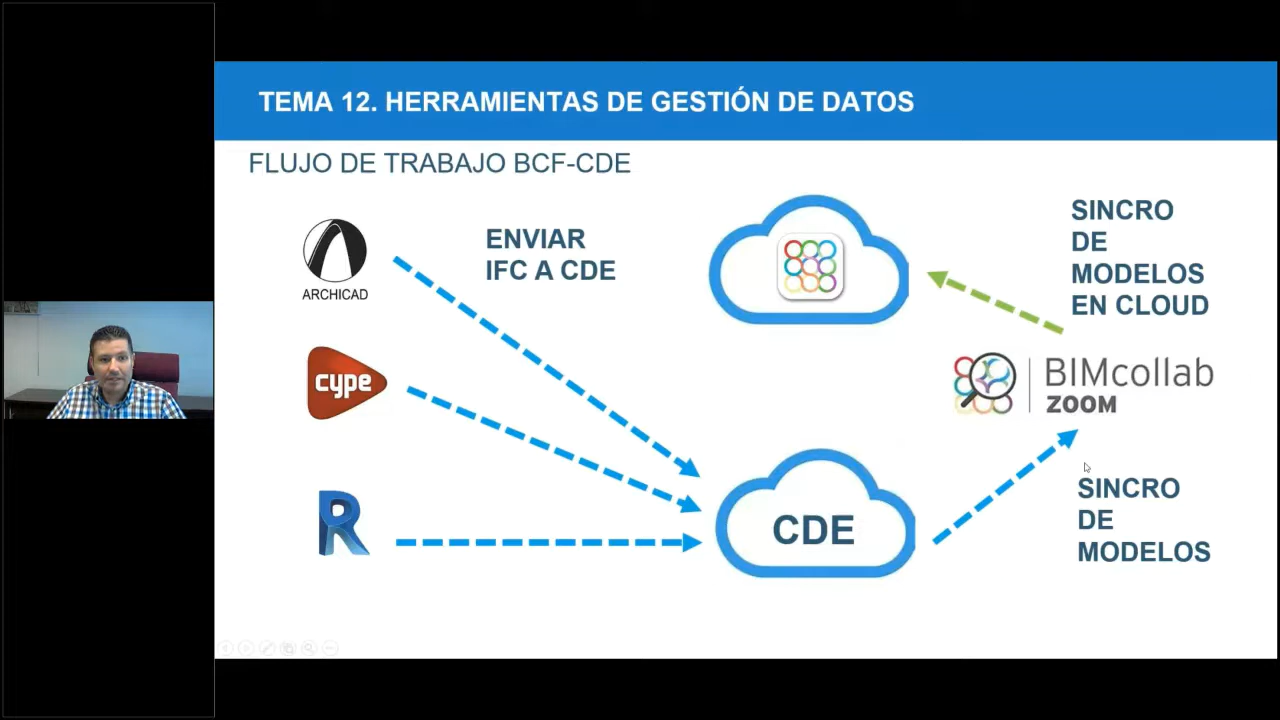 TEMA 12. HERRAMIENTAS DE GESTIÓN DE DATOS
FLUJO DE TRABAJO BCF-CDE
ARCHICAD
ENVIAR
IFC A CDE
SINCRO
DE
MODELOS
EN CLOUD
cype
BIMcollab
ZOOM
R
CDE
SINCRO
DE
MODELOS